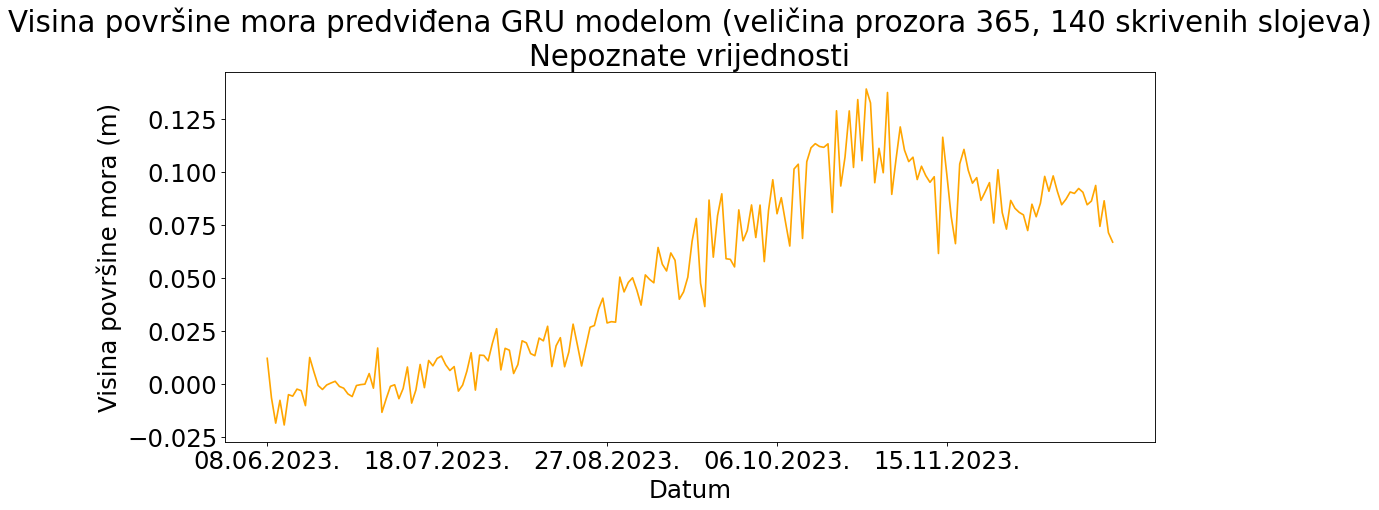 Visina površine mora predviđena GRU modelom (veličina prozora 365, 140 skrivenih slojeva)
Nepoznate vrijednosti
Visina površine mora (m)
0.125
0.100
0.075
0.050
0.025
0.000
−0.025
08.06.2023. 18.07.2023. 27.08.2023. 06.10.2023. 15.11.2023.
Datum